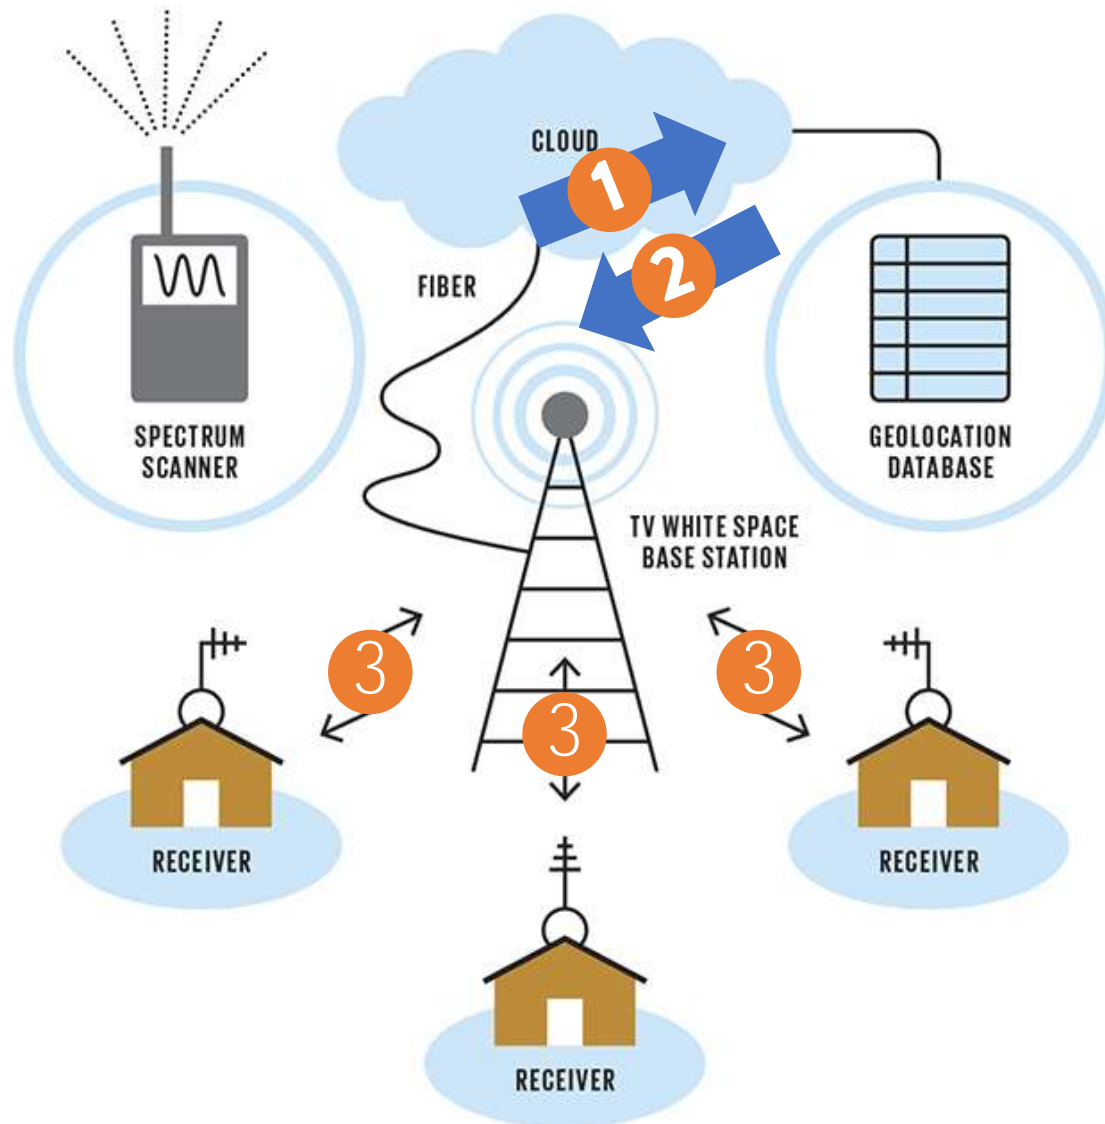 CLOUD
1
2
FIBER
SPECTRUM
SCANNER
GEOLOCATION
DATABASE
TV WHITE SPACE
BASE STATION
3
3
3
RECEIVER
RECEIVER
RECEIVER